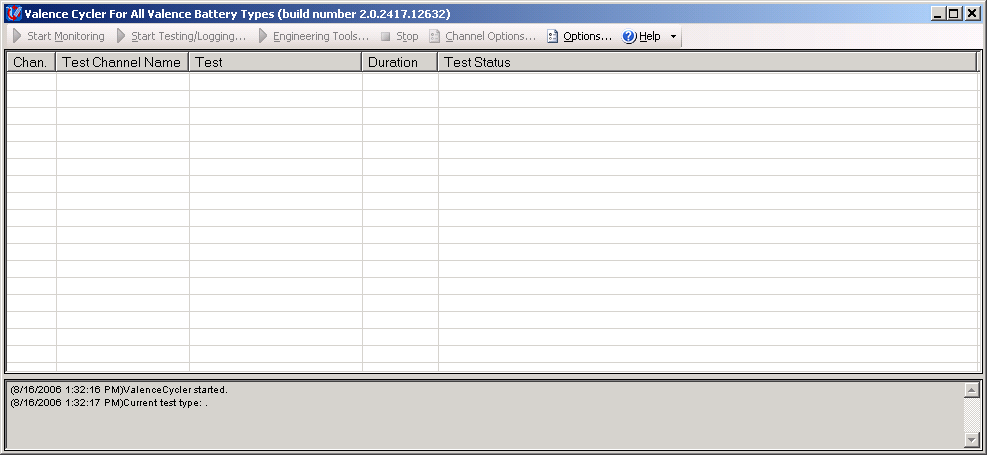 Valence Cycler For All Valence Battery Types (build number 2.0.2417.12632)
Start Monitoring Start Testing/Logging... Engineering Tools... Stop Channel Options... Options... Help
Chan. Test Channel Name Test Duration Test Status
(8/16/2006 1:32:16 PM)ValenceCycler started.
(8/16/2006 1:32:17 PM)Current test type: .